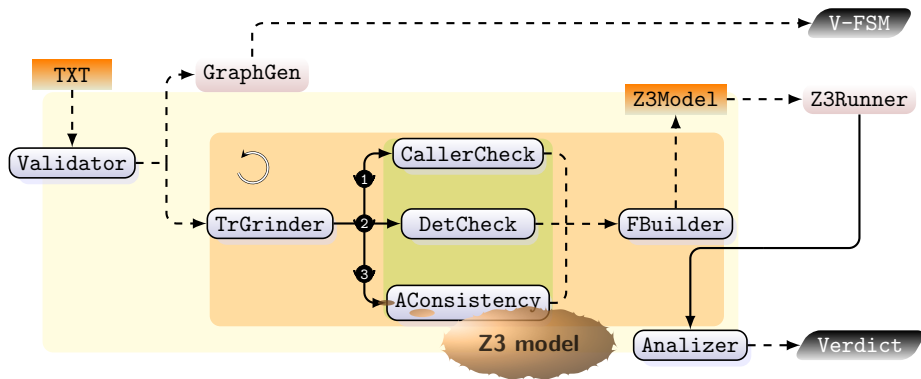 V-FSM
TXT
GraphGen
Z3Model
Z3Runner
Validator
CallerCheck
1
TrGrinder
2
DetCheck
FBuilder
3
AConsistency
Z3 model
Analizer
Verdict